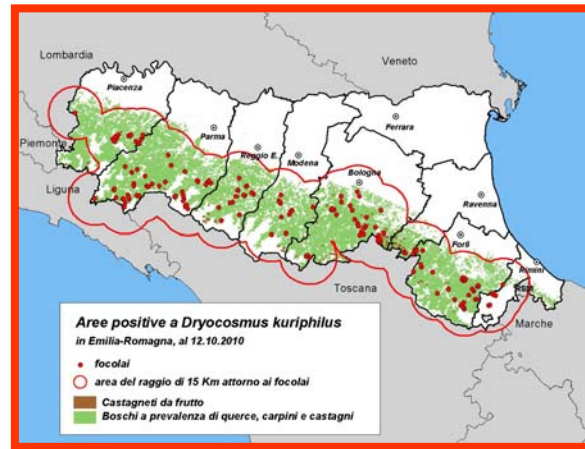 Lombardia
Veneto
Piacenza
Ferrara
Parma
Piemonte
Reggio E.
Modena
Bologna
Liguria
Ravenna
Forlì
Rimini
Toscana
Marche
Aree positive a Dryocosmus kuriphilus
in Emilia-Romagna, al 12.10.2010
focolai
area del raggio di 15 Km attorno ai focolai
Castagneti da frutto
Boschi a prevalenza di querce, carpini e castagni